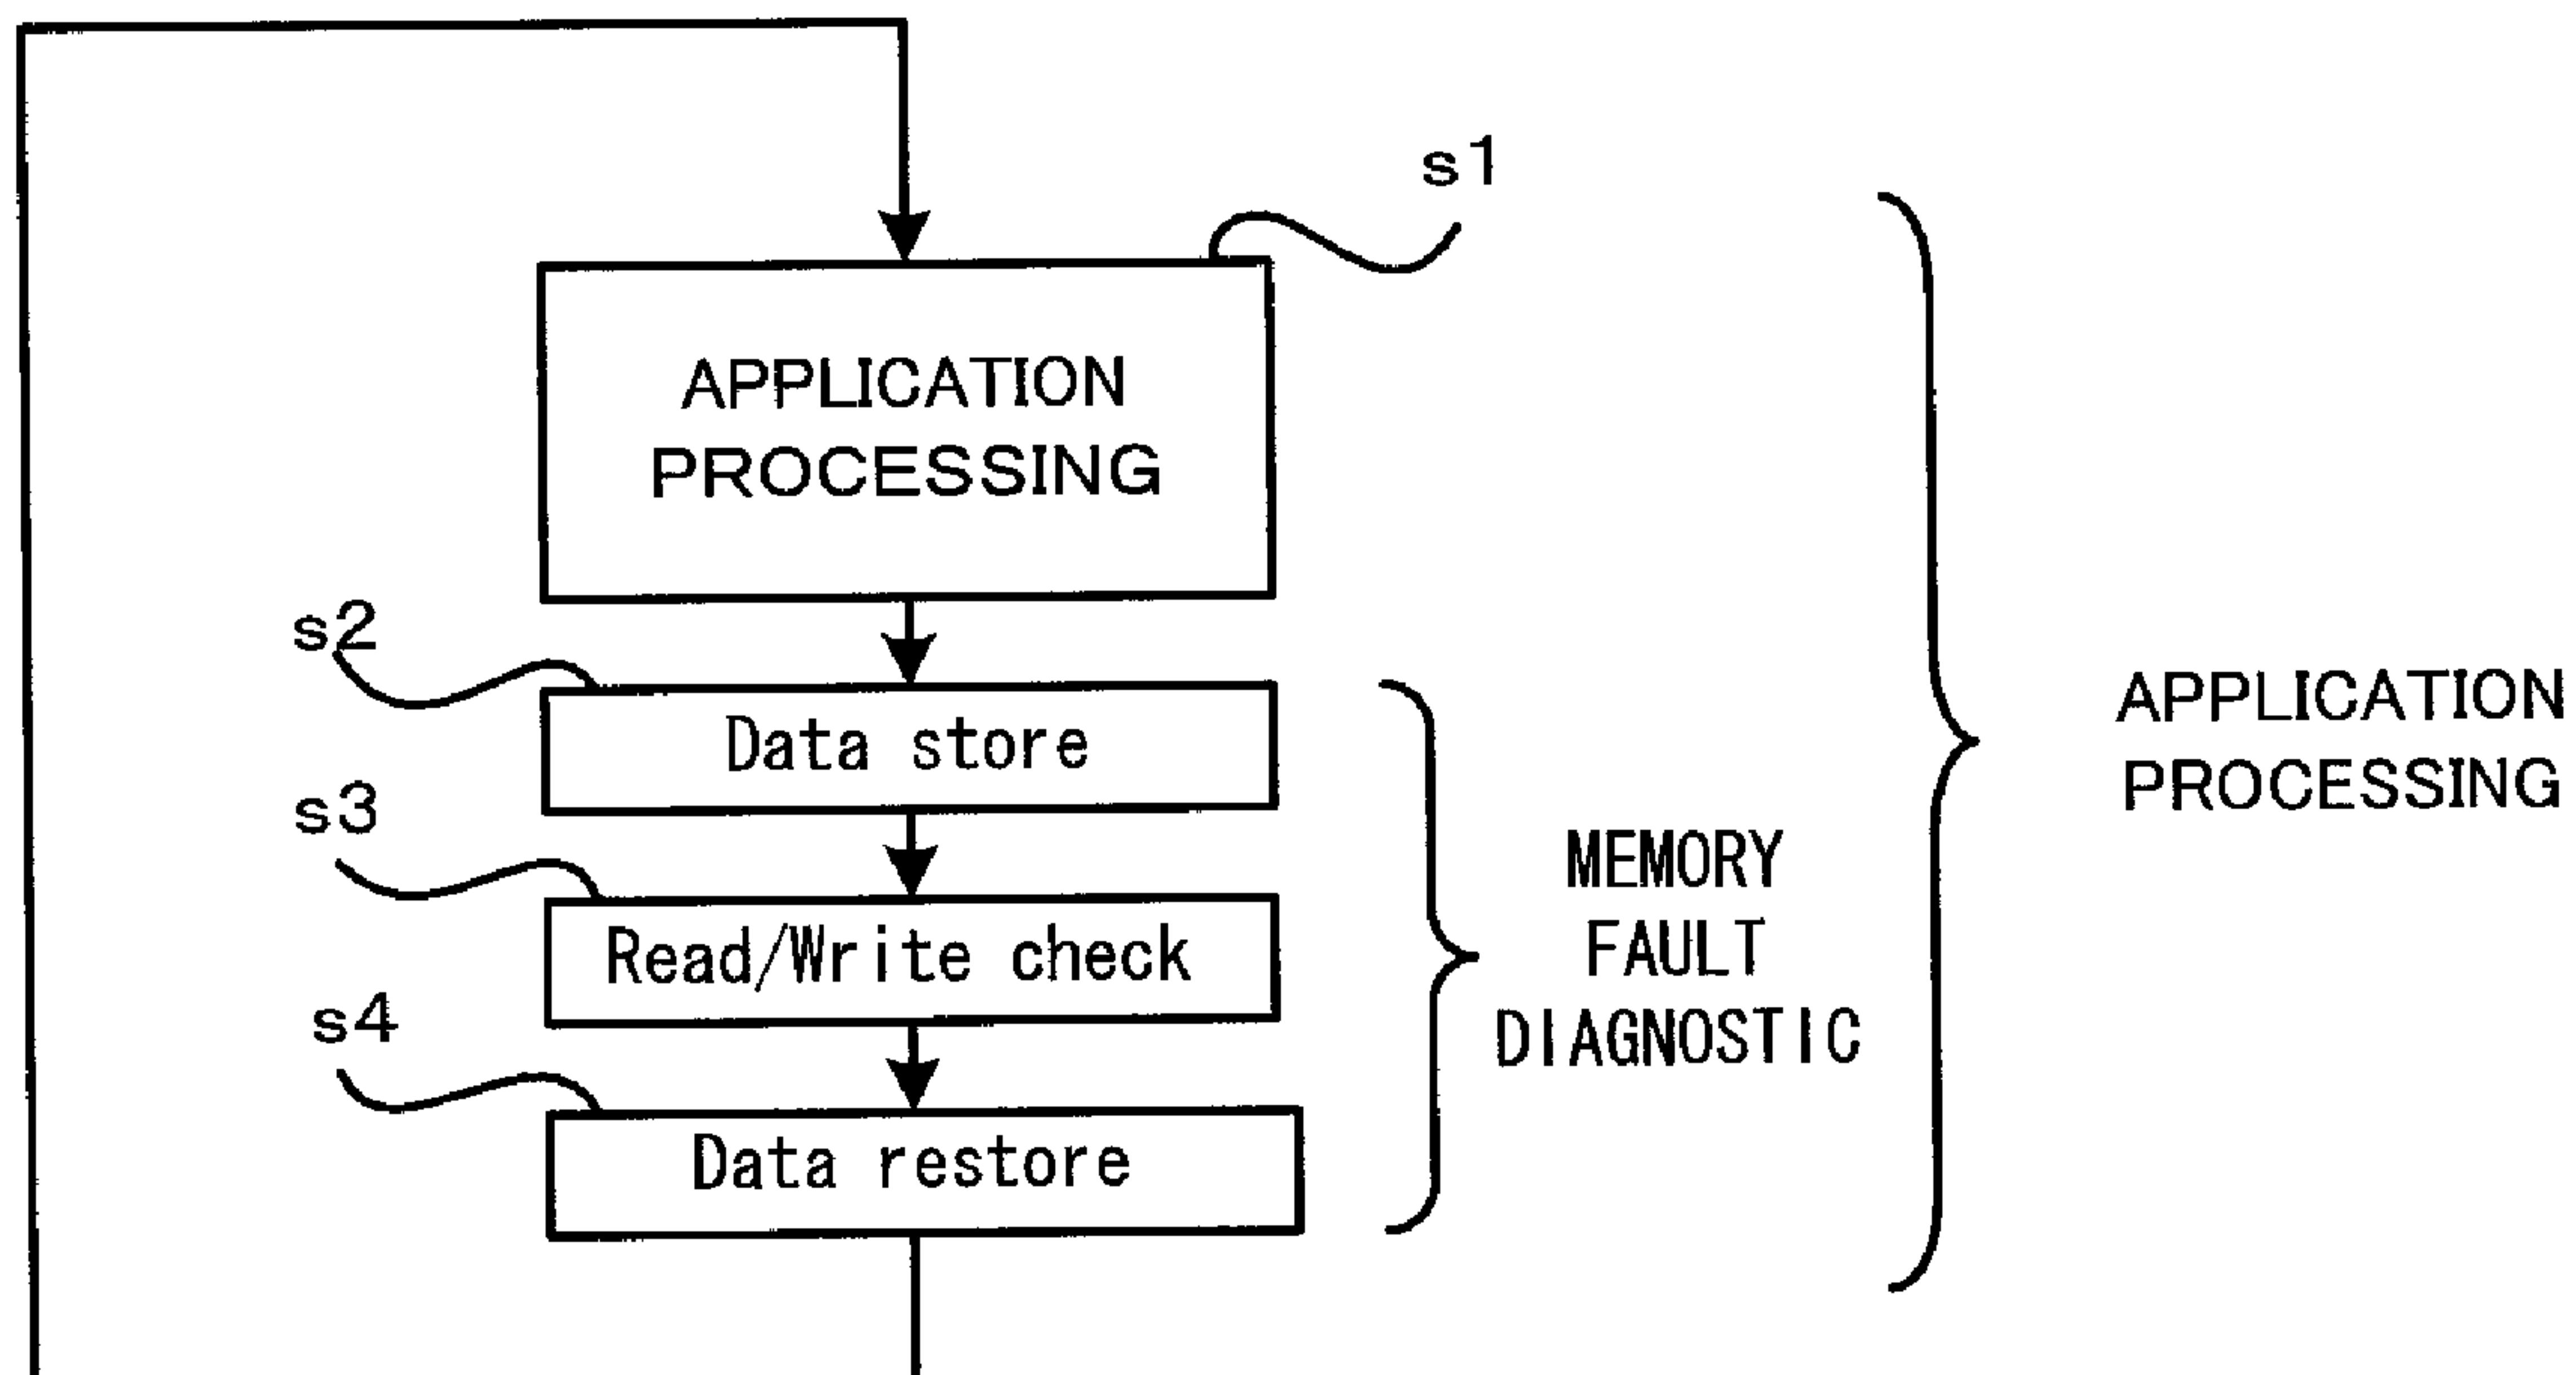 s1
APPLICATION
PROCESSING
s2
Data store
s3
Read/Write check
s4
Data restore
MEMORY
FAULT
DIAGNOSTIC
APPLICATION
PROCESSING